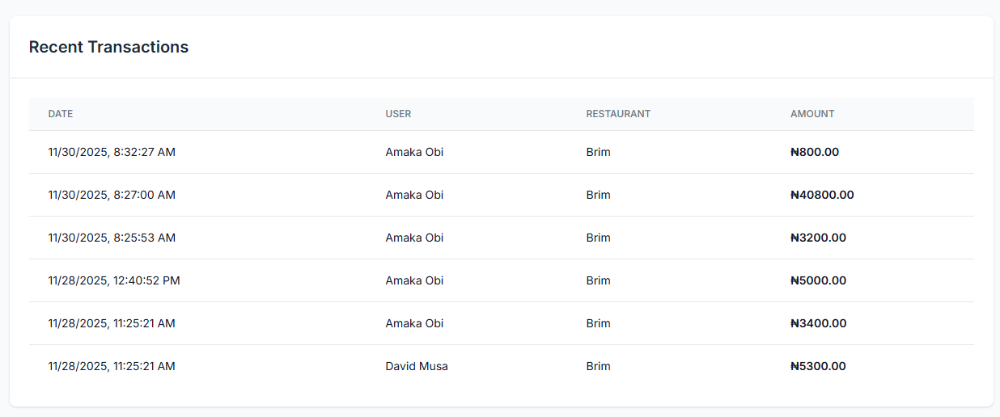 Recent Transactions
DATE USER RESTAURANT AMOUNT
11/30/2025, 8:32:27 AM Amaka Obi Brim ₦800.00
11/30/2025, 8:27:00 AM Amaka Obi Brim ₦40800.00
11/30/2025, 8:25:53 AM Amaka Obi Brim ₦3200.00
11/28/2025, 12:40:52 PM Amaka Obi Brim ₦5000.00
11/28/2025, 11:25:21 AM Amaka Obi Brim ₦3400.00
11/28/2025, 11:25:21 AM David Musa Brim ₦5300.00